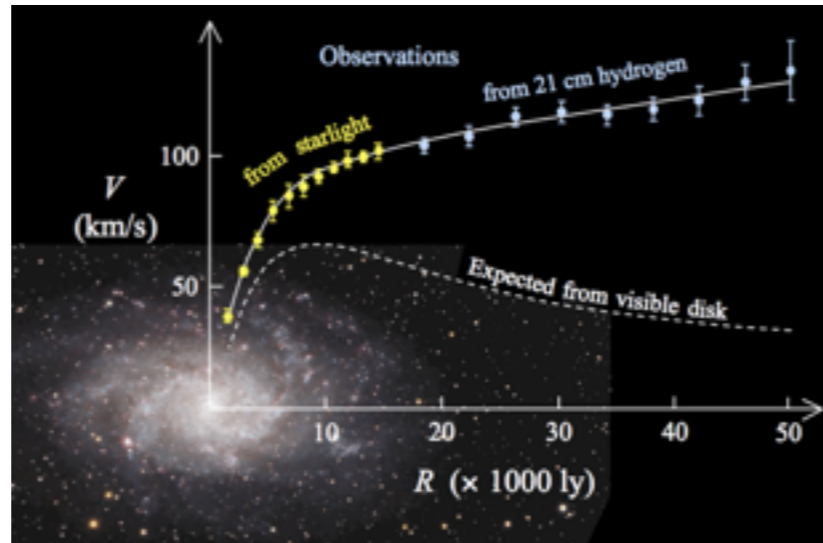 Observations
from 21 cm hydrogen
from starlight
100
V
(km/s)
50
Expected from visible disk
10
20
30
40
50
R (× 1000 ly)